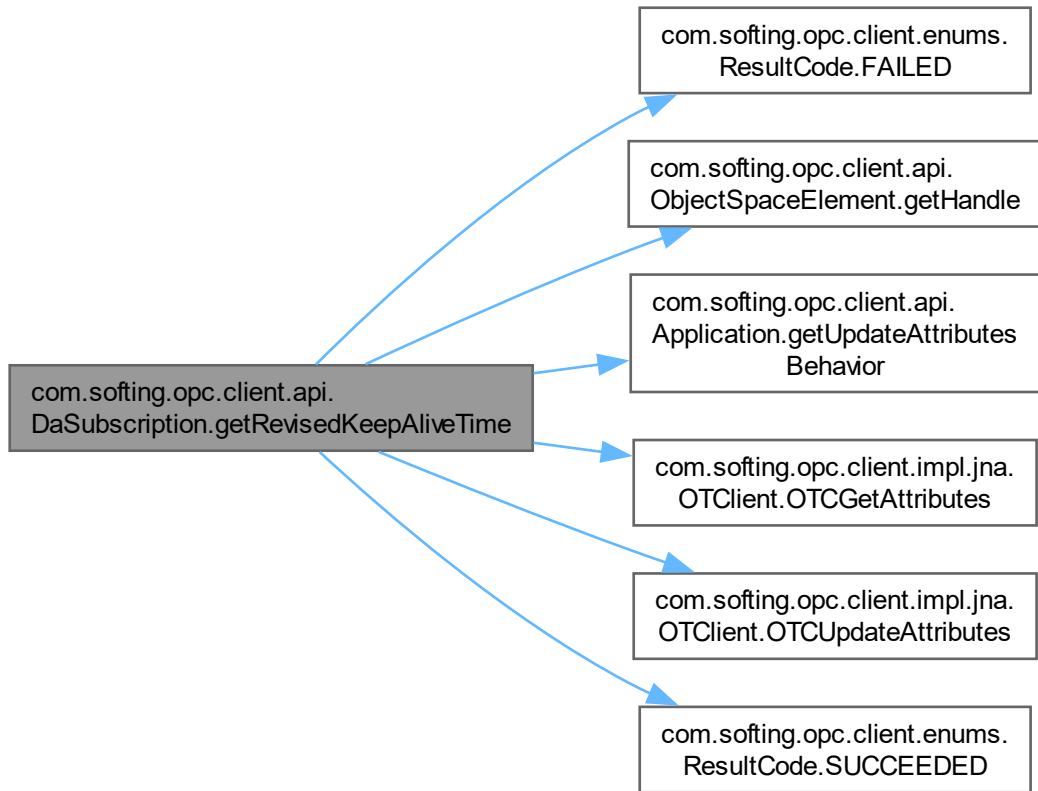 com.softing.opc.client.enums.
ResultCode.FAILED
com.softing.opc.client.api.
ObjectSpaceElement.getHandle
com.softing.opc.client.api.
Application.getUpdateAttributes
Behavior
com.softing.opc.client.api.
DaSubscription.getRevisedKeepAliveTime
com.softing.opc.client.impl.jna.
OTClient.OTCGetAttributes
com.softing.opc.client.impl.jna.
OTClient.OTCUpdateAttributes
com.softing.opc.client.enums.
ResultCode.SUCCEEDED